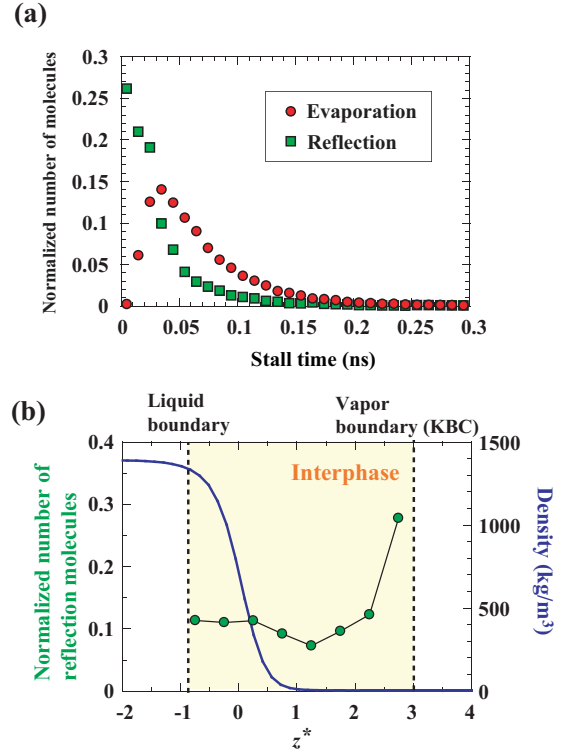 (a)
Normalized number of molecules
0.3
0.25
0.2
0.15
0.1
0.05
0
Evaporation
Reflection
0
0.05
0.1
0.15
0.2
0.25
0.3
Stall time (ns)
(b)
Liquid
boundary
Vapor
boundary (KBC)
Normalized number of
reflection molecules
0.4
0.3
0.2
0.1
0
Interphase
1500
1000
500
0
Density (kg/m³)
-2
-1
0
1
2
3
4
z*